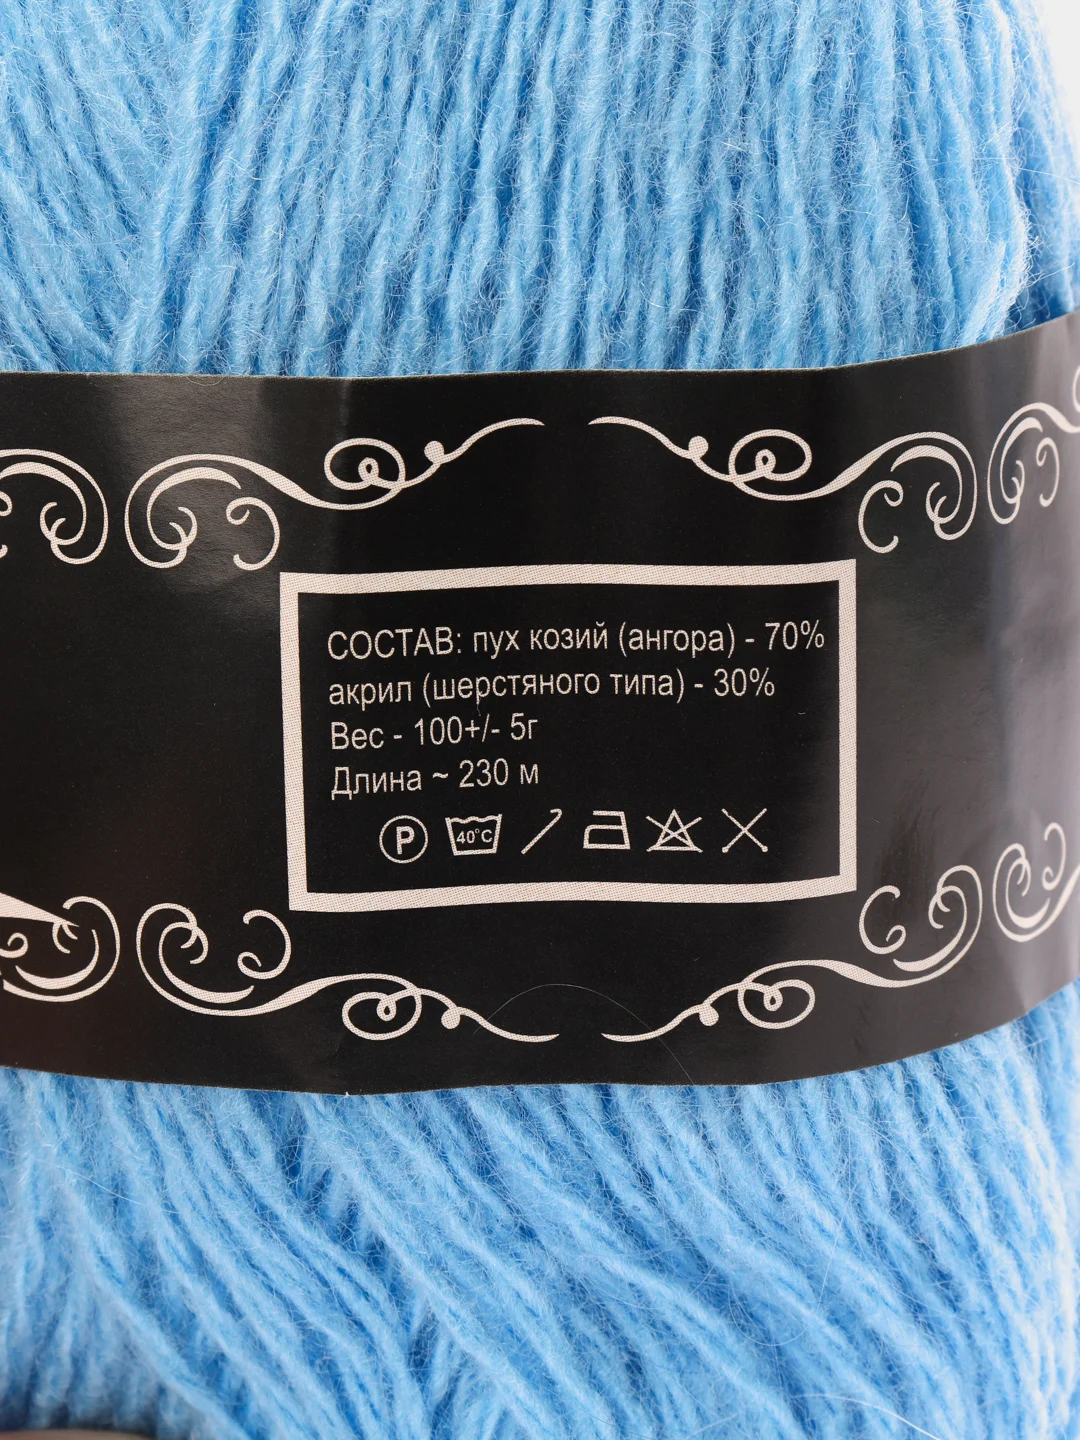 СОСТАВ: пух козий (ангора) - 70%
акрил (шерстяного типа) - 30%
Вес - 100+/- 5г
Длина ~ 230 м
P 40°C